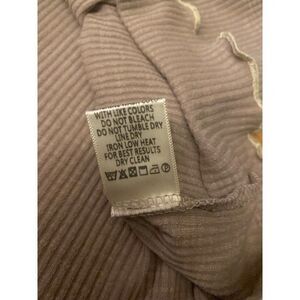 WITH LIKE COLORS
DO NOT BLEACH
DO NOT TUMBLE DRY
LINE DRY
IRON LOW HEAT
FOR BEST RESULTS
DRY CLEAN